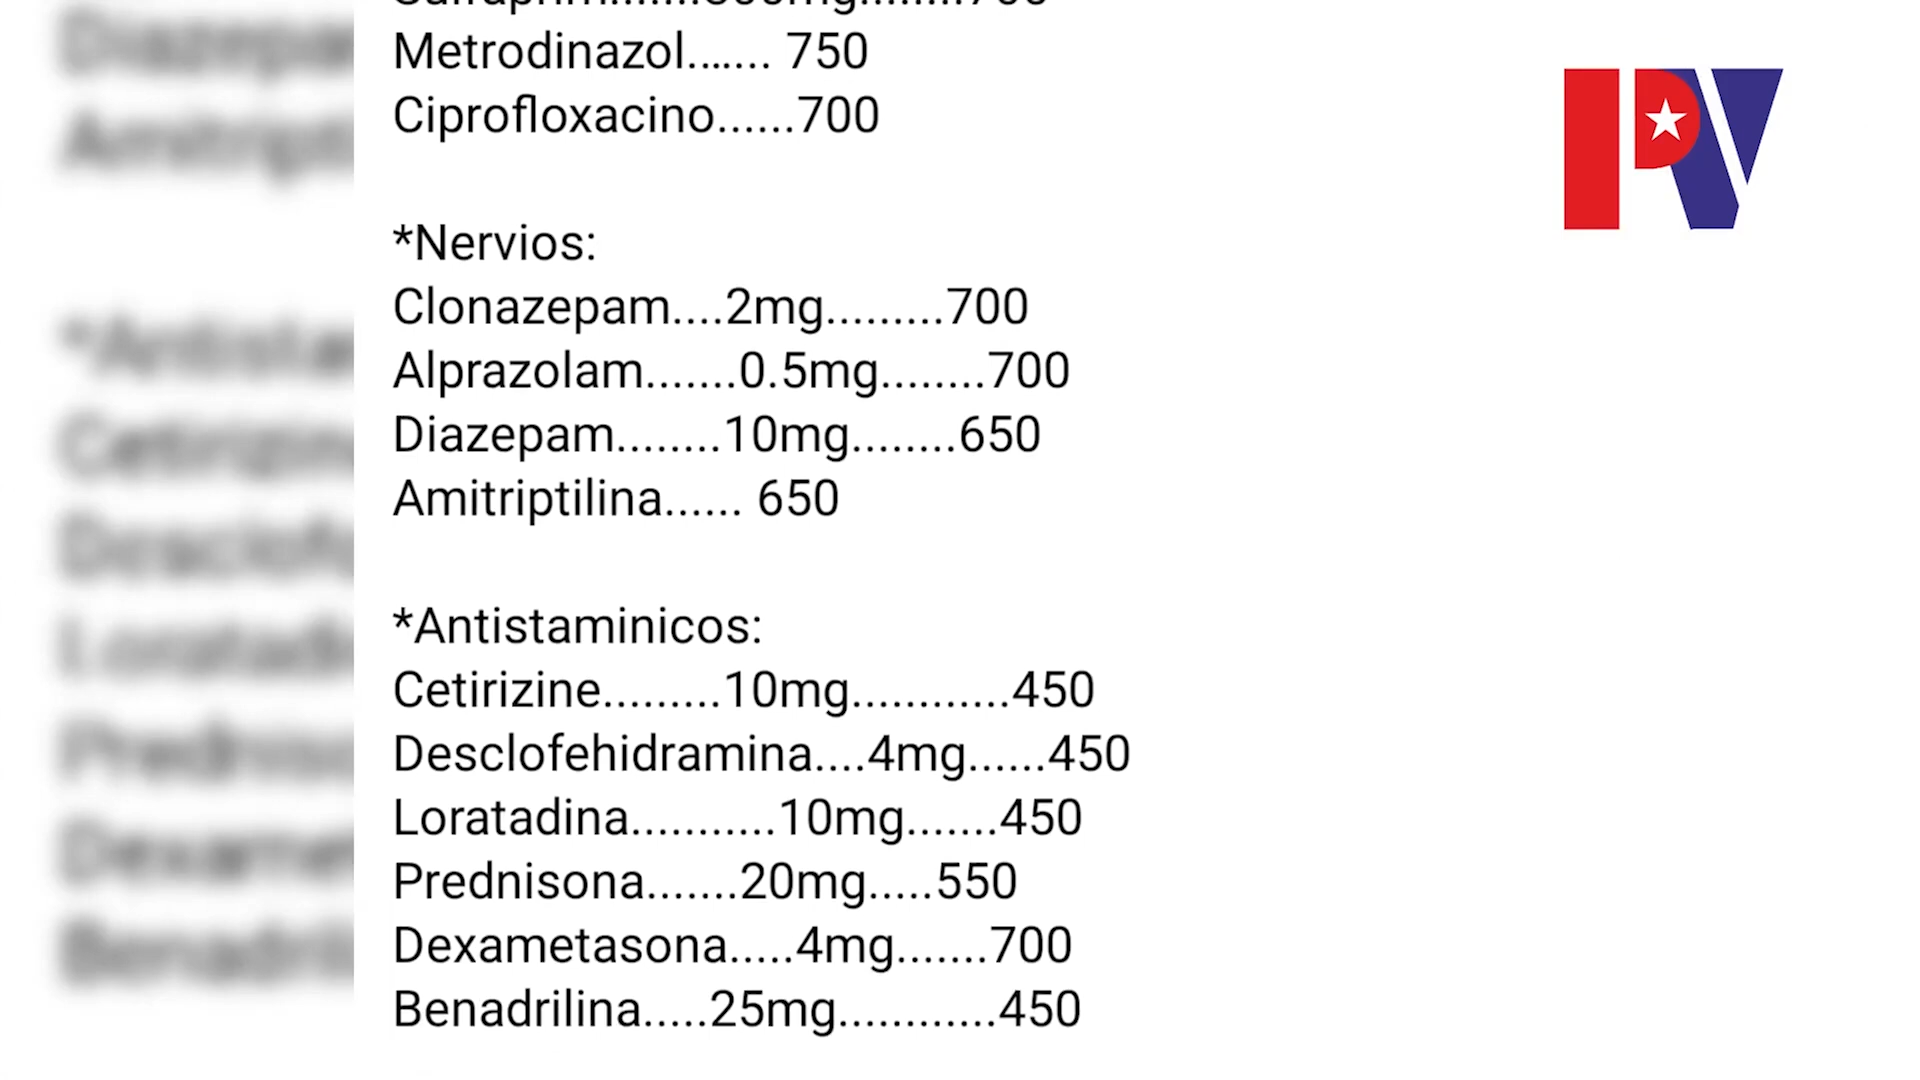 Metrodinazol....... 750
Ciprofloxacino......700
*Nervios:
Clonazepam....2mg.........700
Alprazolam.......0.5mg........700
Diazepam........10mg........650
Amitriptilina...... 650
*Antistaminicos:
Cetirizine.........10mg............450
Desclofehidramina....4mg......450
Loratadina...........10mg.......450
Prednisona.......20mg.....550
Dexametasona.....4mg.......700
Benadrilina.....25mg............450